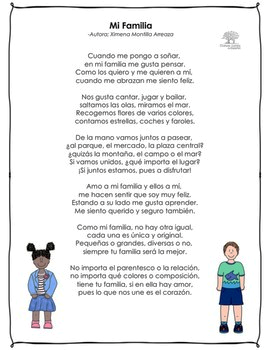 Mi Familia
-Autora: Ximena Montilla Arreaza
Cuando me pongo a soñar,
en mi familia me gusta pensar.
Como los quiero y me quieren a mí,
cuando me abrazan me siento feliz.
Nos gusta cantar, jugar y bailar,
saltamos las olas, miramos el mar.
Recogemos flores de varios colores,
contamos estrellas, coches y faroles.
De la mano vamos juntos a pasear,
¿al parque, el mercado, la plaza central?
¿quizás la montaña, el campo o el mar?
Si vamos unidos, ¿qué importa el lugar?
¡Si juntos estamos, pues a disfrutar!
Amo a mi familia y ellos a mí,
me hacen sentir que soy muy feliz.
Estando a su lado me gusta aprender.
Me siento querido y seguro también.
Como mi familia, no hay otra igual,
cada una es única y original.
Pequeñas o grandes, diversas o no,
siempre tu familia será la mejor.
No importa el parentesco o la relación,
no importa qué colores o composición,
tiene tu familia, si en ella hay amor,
pues lo que nos une es el corazón.